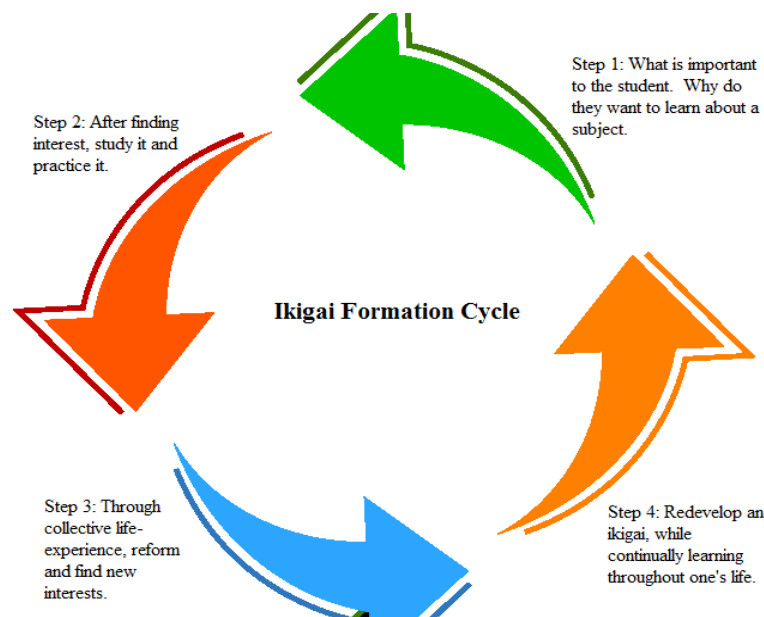 Step 1: What is important
to the student.  Why do
they want to learn about a
subject.
Step 2: After finding
interest, study it and
practice it.
Ikigai Formation Cycle
Step 3: Through
collective life-
experience, reform
and find new
interests.
Step 4: Redevelop an
ikigai, while
continually learning
throughout one's life.